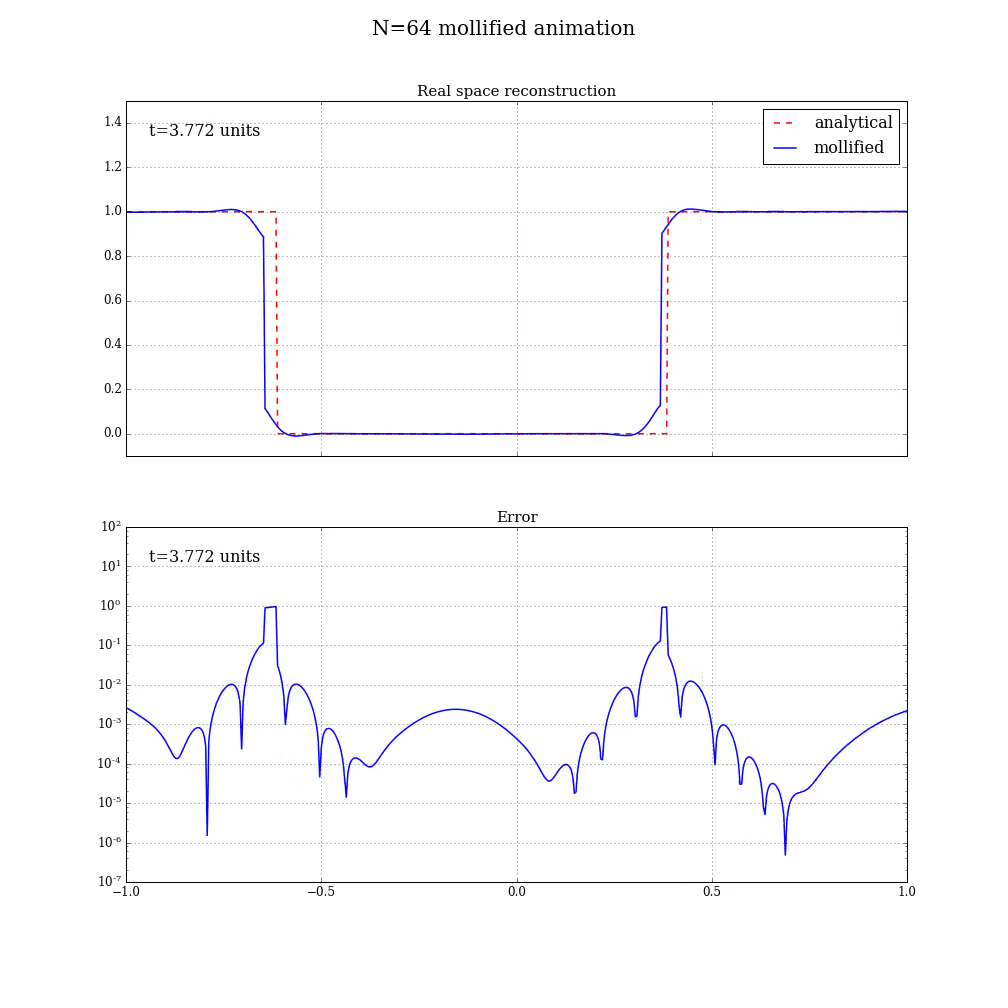 N=64 mollified animation
Real space reconstruction
t=3.772 units
analytical
mollified
1.4
1.2
1.0
0.8
0.6
0.4
0.2
0.0
Error
t=3.772 units
10²
10¹
10⁰
10⁻¹
10⁻²
10⁻³
10⁻⁴
10⁻⁵
10⁻⁶
10⁻⁷
−1.0 −0.5 0.0 0.5 1.0